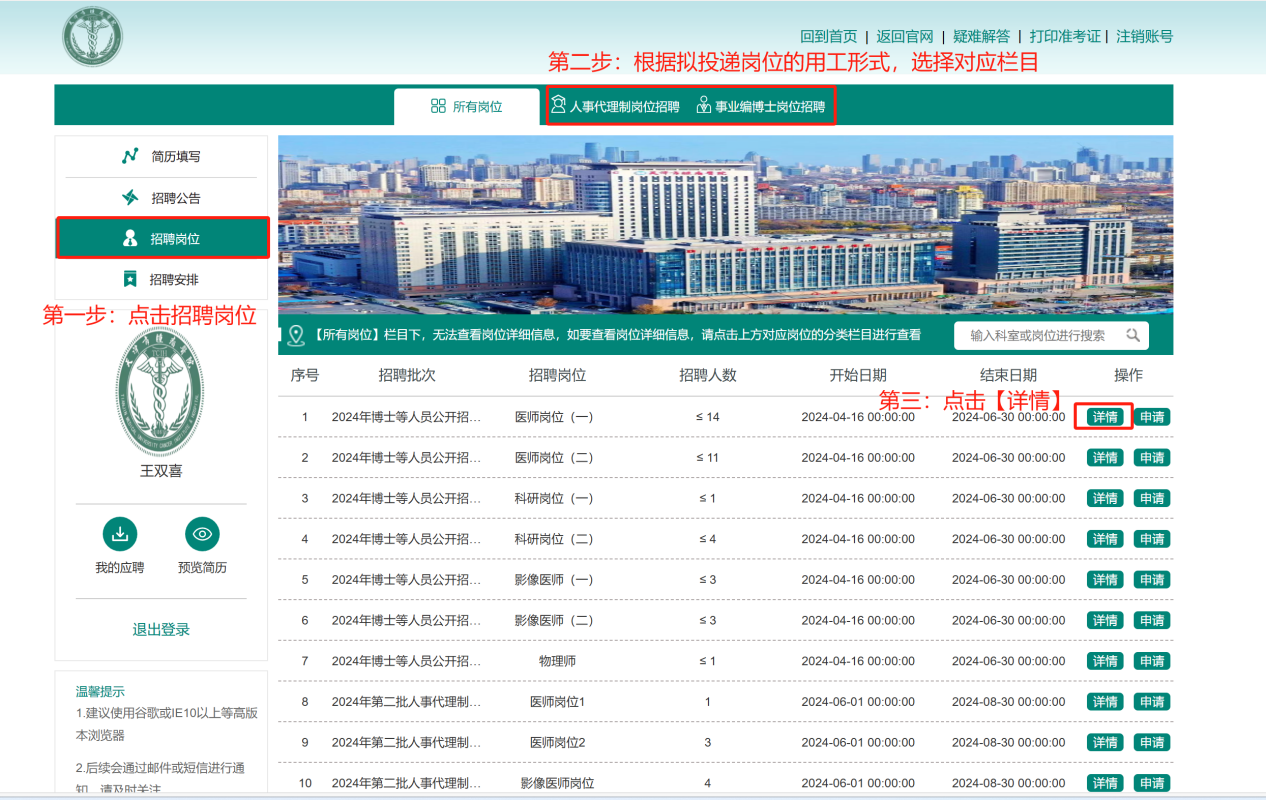 回到首页 | 返回官网 | 疑难解答 | 打印准考证 | 注销账号
第二步：根据拟投递岗位的用工形式，选择对应栏目
所有岗位 人事代理制岗位招聘 事业编博士岗位招聘
简历填写
招聘公告
招聘岗位
招聘安排
第一步：点击招聘岗位
王双喜
我的应聘 预览简历
退出登录
温馨提示
1.建议使用谷歌或IE10以上等高版
本浏览器
2.后续会通过邮件或短信进行通
知，请及时关注
【所有岗位】栏目下，无法查看岗位详细信息，如要查看岗位详细信息，请点击上方对应岗位的分类栏目进行查看 输入科室或岗位进行搜索
序号 招聘批次 招聘岗位 招聘人数 开始日期 结束日期 操作
第三：点击【详情】
1 2024年博士等人员公开招... 医师岗位（一） ≤ 14 2024-04-16 00:00:00 2024-06-30 00:00:00 详情 申请
2 2024年博士等人员公开招... 医师岗位（二） ≤ 11 2024-04-16 00:00:00 2024-06-30 00:00:00 详情 申请
3 2024年博士等人员公开招... 科研岗位（一） ≤ 1 2024-04-16 00:00:00 2024-06-30 00:00:00 详情 申请
4 2024年博士等人员公开招... 科研岗位（二） ≤ 4 2024-04-16 00:00:00 2024-06-30 00:00:00 详情 申请
5 2024年博士等人员公开招... 影像医师（一） ≤ 3 2024-04-16 00:00:00 2024-06-30 00:00:00 详情 申请
6 2024年博士等人员公开招... 影像医师（二） ≤ 3 2024-04-16 00:00:00 2024-06-30 00:00:00 详情 申请
7 2024年博士等人员公开招... 物理师 ≤ 1 2024-04-16 00:00:00 2024-06-30 00:00:00 详情 申请
8 2024年第二批人事代理制... 医师岗位1 1 2024-06-01 00:00:00 2024-08-30 00:00:00 详情 申请
9 2024年第二批人事代理制... 医师岗位2 3 2024-06-01 00:00:00 2024-08-30 00:00:00 详情 申请
10 2024年第二批人事代理制... 影像医师岗位 4 2024-06-01 00:00:00 2024-08-30 00:00:00 详情 申请